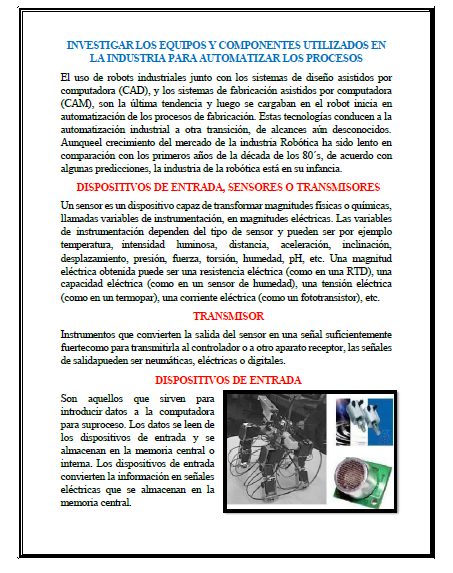 INVESTIGAR LOS EQUIPOS Y COMPONENTES UTILIZADOS EN
LA INDUSTRIA PARA AUTOMATIZAR LOS PROCESOS
El uso de robots industriales junto con los sistemas de diseño asistidos por
computadora (CAD), y los sistemas de fabricación asistidos por computadora
(CAM), son la última tendencia y luego se cargaban en el robot inicia en
automatización de los procesos de fabricación. Estas tecnologías conducen a la
automatización industrial a otra transición, de alcances aún desconocidos.
Aunqueel crecimiento del mercado de la industria Robótica ha sido lento en
comparación con los primeros años de la década de los 80´s, de acuerdo con
algunas predicciones, la industria de la robótica está en su infancia.
DISPOSITIVOS DE ENTRADA, SENSORES O TRANSMISORES
Un sensor es un dispositivo capaz de transformar magnitudes físicas o químicas,
llamadas variables de instrumentación, en magnitudes eléctricas. Las variables
de instrumentación dependen del tipo de sensor y pueden ser por ejemplo
temperatura, intensidad luminosa, distancia, aceleración, inclinación,
desplazamiento, presión, fuerza, torsión, humedad, pH, etc. Una magnitud
eléctrica obtenida puede ser una resistencia eléctrica (como en una RTD), una
capacidad eléctrica (como en un sensor de humedad), una tensión eléctrica
(como en un termopar), una corriente eléctrica (como un fototransistor), etc.
TRANSMISOR
Instrumentos que convierten la salida del sensor en una señal suficientemente
fuertecomo para transmitirla al controlador o a otro aparato receptor, las señales
de salidapueden ser neumáticas, eléctricas o digitales.
DISPOSITIVOS DE ENTRADA
Son aquellos que sirven para
introducir datos a la computadora
para suproceso. Los datos se leen de
los dispositivos de entrada y se
almacenan en la memoria central o
interna. Los dispositivos de entrada
convierten la información en señales
eléctricas que se almacenan en la
memoria central.